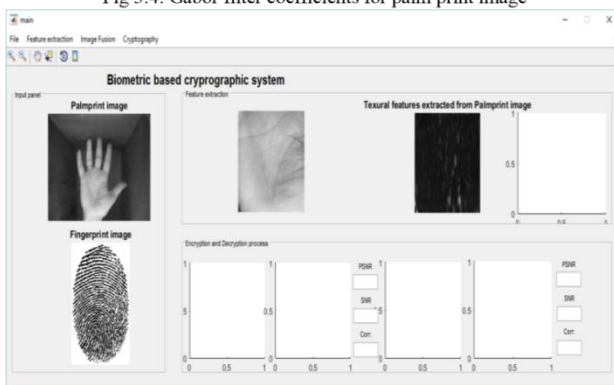 Fig 5.4: Gabor filter coefficients for palm print image
main
File Feature extraction Image Fusion Cryptography
Biometric based cryprographic system
Input panel
Palmprint image
Fingerprint image
Feature extraction
Texural features extracted from Palmprint image
1
0.5
0
0 0.5 1
Encryption and Decryption process
1
.5
0
0 0.5 1
1
0.5
0
0 0.5 1
PSNR
SNR
Corr.
1
0.5
0
0 0.5 1
1
0.5
0
0 0.5 1
PSNR
SNR
Corr.